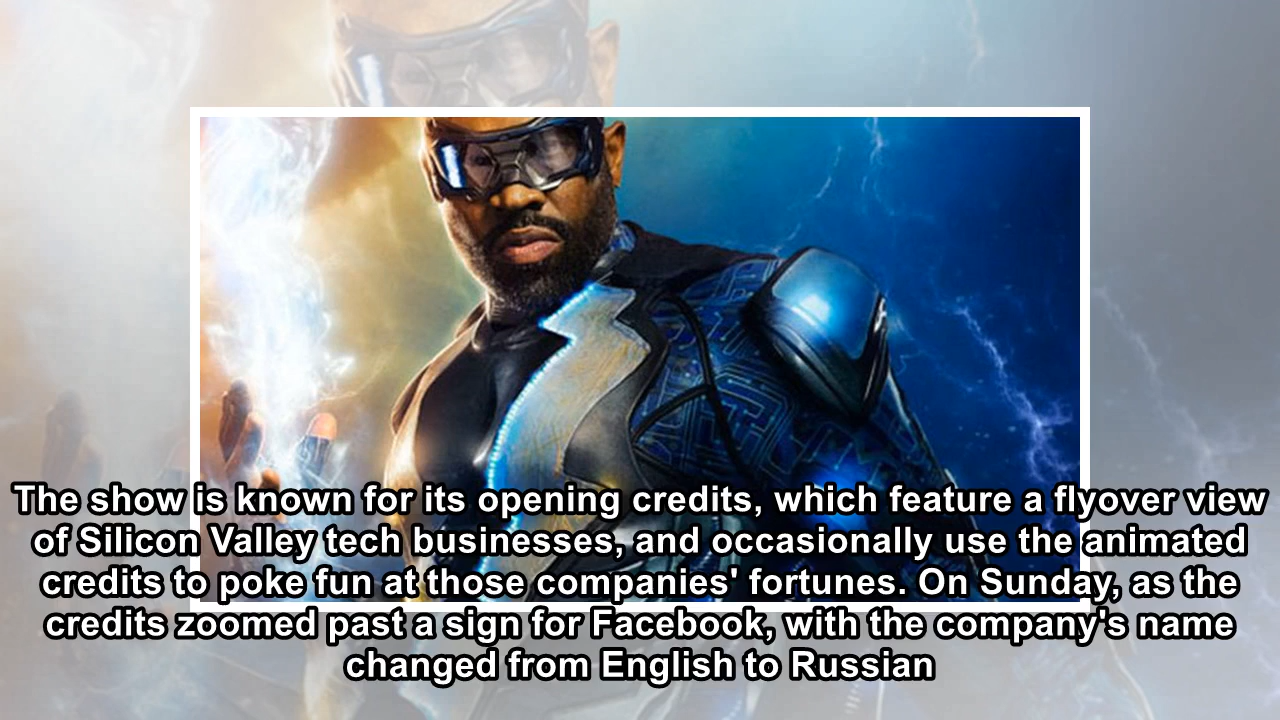 The show is known for its opening credits, which feature a flyover view
of Silicon Valley tech businesses, and occasionally use the animated
credits to poke fun at those companies' fortunes. On Sunday, as the
credits zoomed past a sign for Facebook, with the company's name
changed from English to Russian